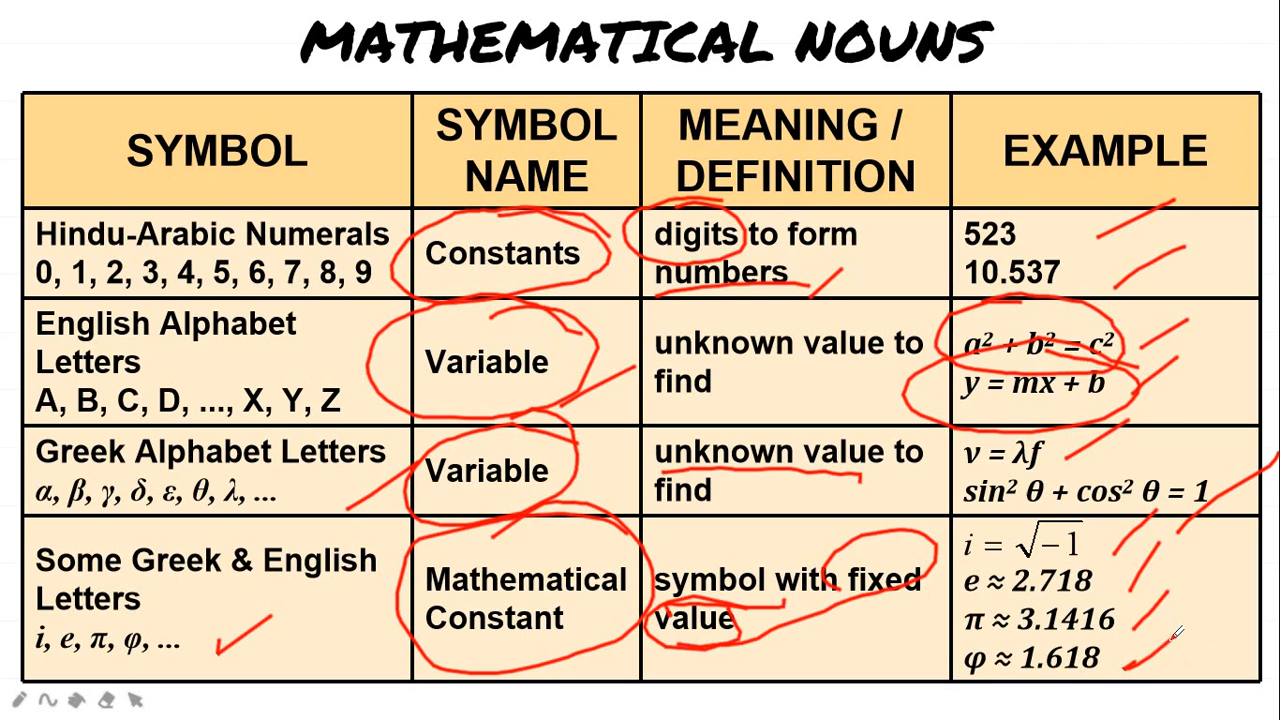 MATHEMATICAL NOUNS
SYMBOL
SYMBOL
NAME
MEANING /
DEFINITION
EXAMPLE
Hindu-Arabic Numerals
0, 1, 2, 3, 4, 5, 6, 7, 8, 9
Constants
digits to form
numbers
523
10.537
English Alphabet
Letters
A, B, C, D, ..., X, Y, Z
Variable
unknown value to
find
a² + b² = c²
y = mx + b
Greek Alphabet Letters
α, β, γ, δ, ε, θ, λ, ...
Variable
unknown value to
find
v = λf
sin² θ + cos² θ = 1
Some Greek & English
Letters
i, e, π, φ, ...
Mathematical
Constant
symbol with fixed
value
i = √−1
e ≈ 2.718
π ≈ 3.1416
φ ≈ 1.618